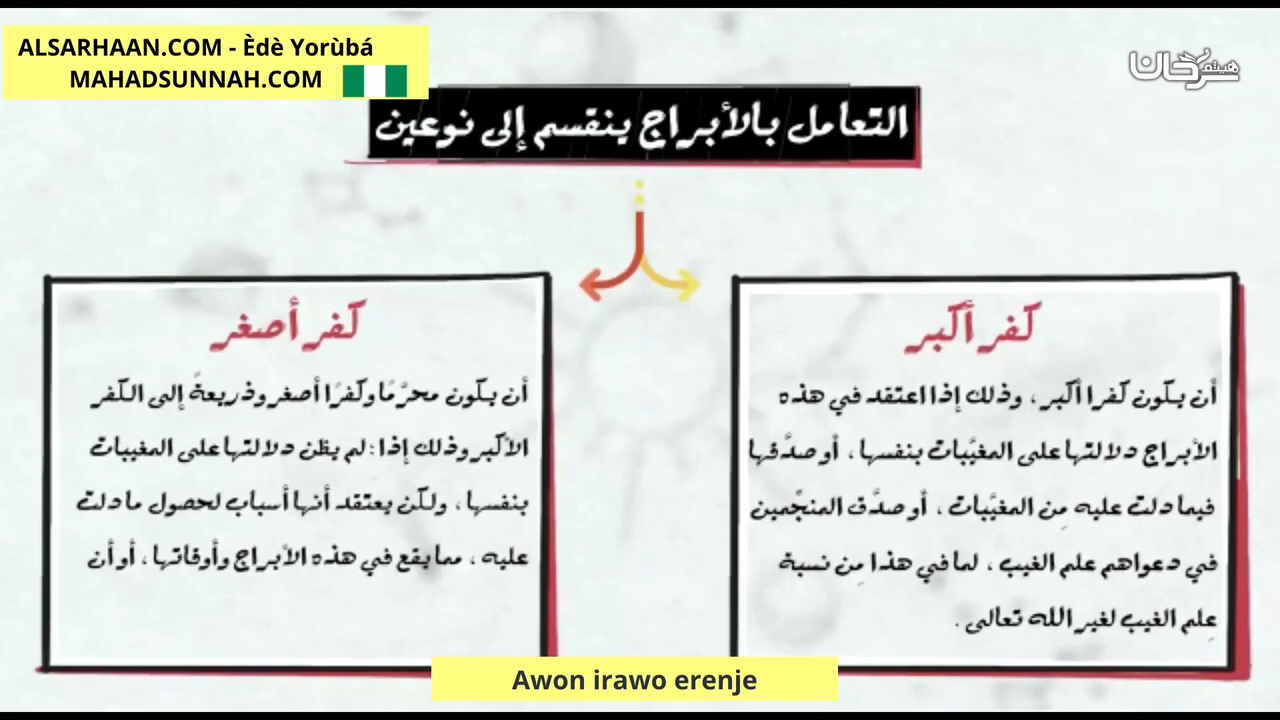 ALSARHAAN.COM - Èdè Yorùbá
MAHADSUNNAH.COM
هيثم سرحان
التعامل بالأبراج ينقسم إلى نوعين
كفر أكبر
أن يكون كفرا أكبر، وذلك إذا اعتقد في هذه
الأبراج دلالتها على المغيَّبات بنفسها، أو صدَّقها
فيما دلت عليه مِن المغيَّبات، أو صدَّق المنجِّمين
في دعواهم علم الغيب، لما في هذا مِن نسبة
عِلم الغيب لغير الله تعالى.
كفر أصغر
أن يكون محرَّمًا وكفرًا أصغر وذريعةً إلى الكفر
الأكبر وذلك إذا: لم يظن دلالتها على المغيبات
بنفسها، ولكن يعتقد أنها أسباب لحصول ما دلت
عليه، مما يقع في هذه الأبراج وأوقاتها، أو أن
Awon irawo erenje